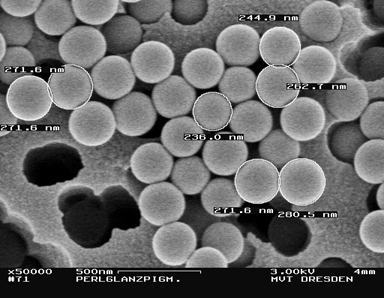 244.9 nm
271.6 nm
262.7 nm
271.6 nm
236.0 nm
271.6 nm
280.5 nm
x50000 500nm 3.00kV 4mm
#71 PERLGLANZPIGM. MVT DRESDEN